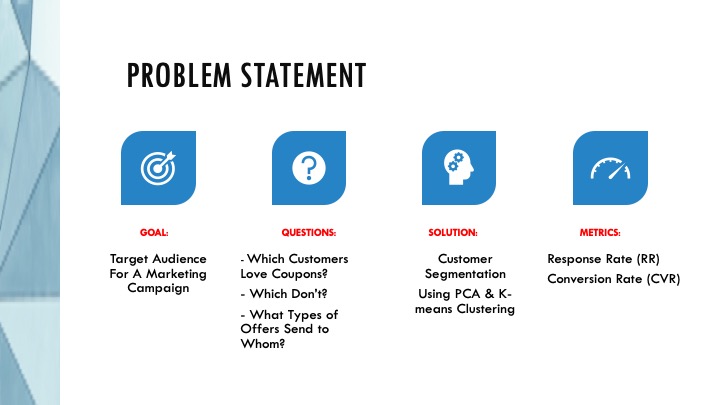 PROBLEM STATEMENT
GOAL:
Target Audience
For A Marketing
Campaign
QUESTIONS:
- Which Customers
Love Coupons?
- Which Don't?
- What Types of
Offers Send to
Whom?
SOLUTION:
Customer
Segmentation
Using PCA & K-
means Clustering
METRICS:
Response Rate (RR)
Conversion Rate (CVR)